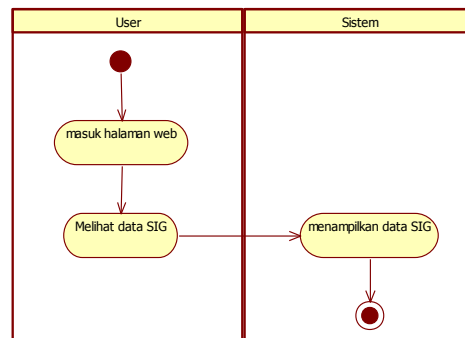 User
Sistem
masuk halaman web
Melihat data SIG
menampilkan data SIG